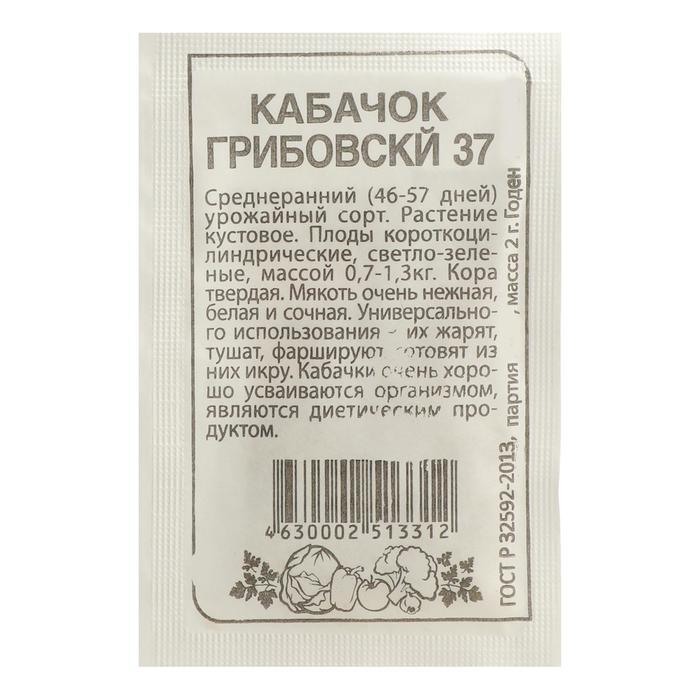 КАБАЧОК
ГРИБОВСКЙ 37
Среднеранний (46-57 дней)
урожайный сорт. Растение
кустовое. Плоды короткоци-
линдрические, светло-зеле-
ные, массой 0,7-1,3кг. Кора
твердая. Мякоть очень нежная,
белая и сочная. Универсально-
го использования - их жарят,
тушат, фаршируют готовят из
них икру. Кабачки очень хоро-
шо усваиваются организмом,
являются диетическим про-
дуктом.
4630002 513312
ГОСТ Р 32592-2013, партия , масса 2 г. Годен